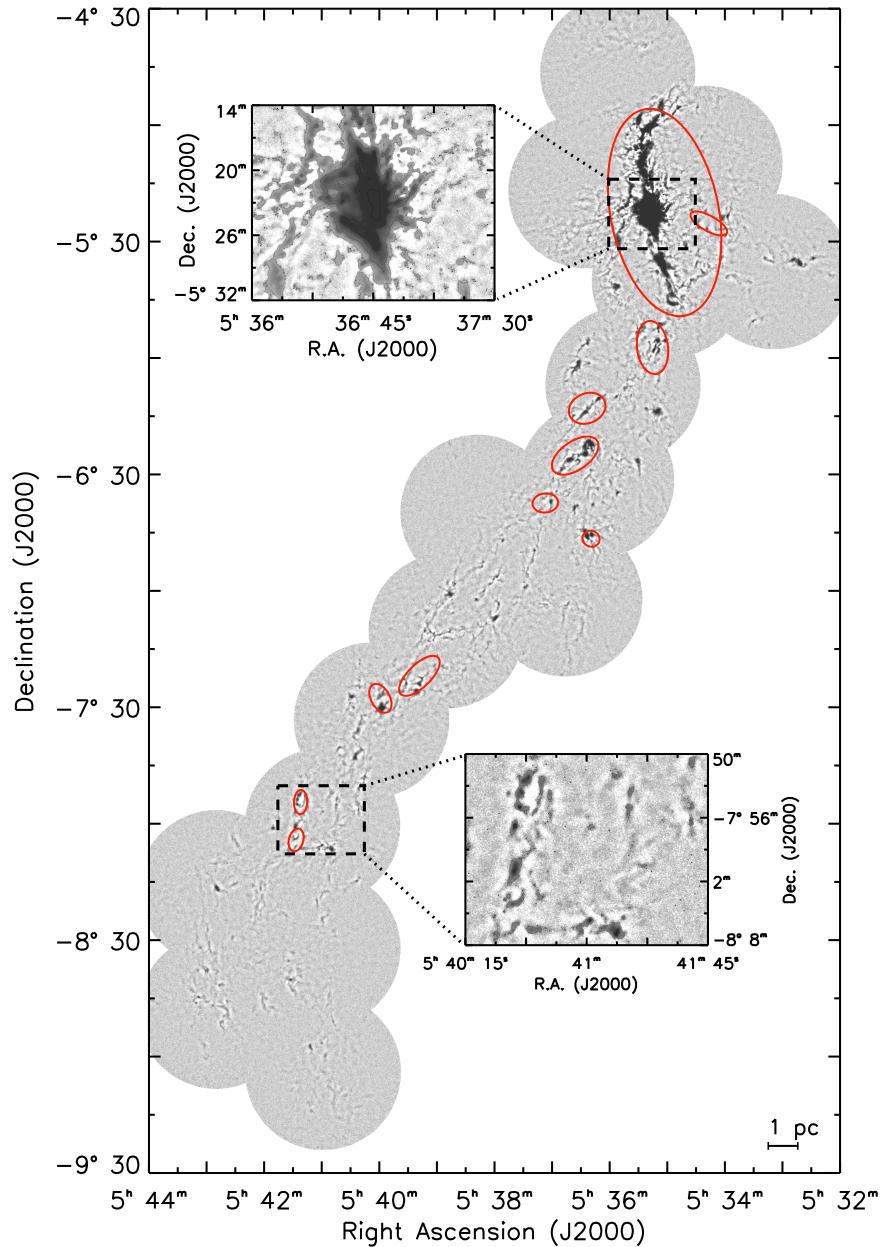 −4° 30
−5° 30
−6° 30
−7° 30
−8° 30
−9° 30
Declination (J2000)
14ᵐ
20ᵐ
26ᵐ
−5° 32ᵐ
Dec. (J2000)
5ʰ 36ᵐ 36ᵐ 45ˢ 37ᵐ 30ˢ
R.A. (J2000)
50ᵐ
−7° 56ᵐ
2ᵐ
−8° 8ᵐ
Dec. (J2000)
5ʰ 40ᵐ 15ˢ 41ᵐ 41ᵐ 45ˢ
R.A. (J2000)
1 pc
5ʰ 44ᵐ 5ʰ 42ᵐ 5ʰ 40ᵐ 5ʰ 38ᵐ 5ʰ 36ᵐ 5ʰ 34ᵐ 5ʰ 32ᵐ
Right Ascension (J2000)